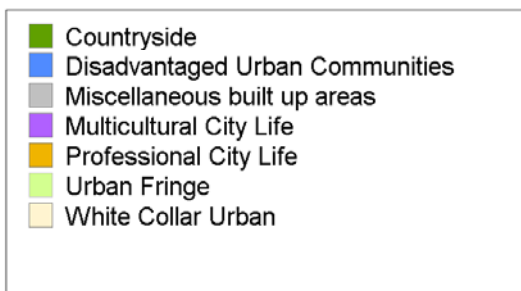 Countryside
Disadvantaged Urban Communities
Miscellaneous built up areas
Multicultural City Life
Professional City Life
Urban Fringe
White Collar Urban